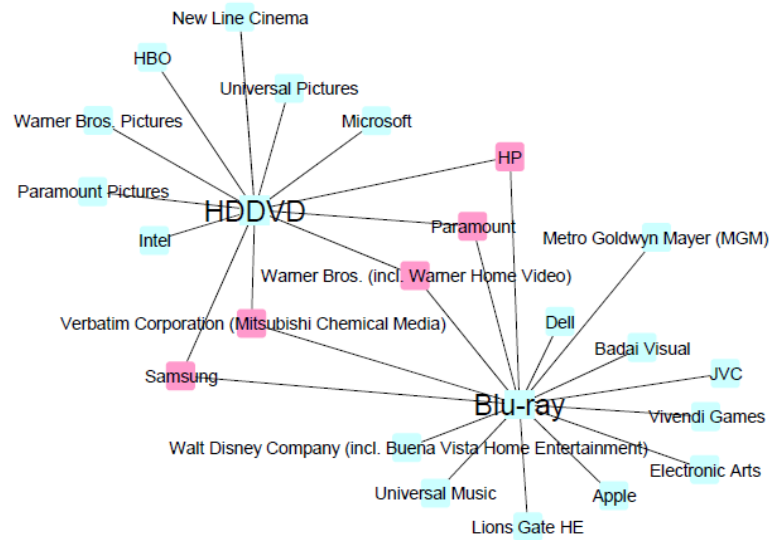 New Line Cinema
HBO
Universal Pictures
Warner Bros. Pictures
Microsoft
HP
Paramount Pictures
HDDVD
Paramount
Intel
Metro Goldwyn Mayer (MGM)
Warner Bros. (incl. Warner Home Video)
Verbatim Corporation (Mitsubishi Chemical Media)
Dell
Badai Visual
Samsung
JVC
Blu-ray
Vivendi Games
Walt Disney Company (incl. Buena Vista Home Entertainment)
Electronic Arts
Universal Music
Apple
Lions Gate HE